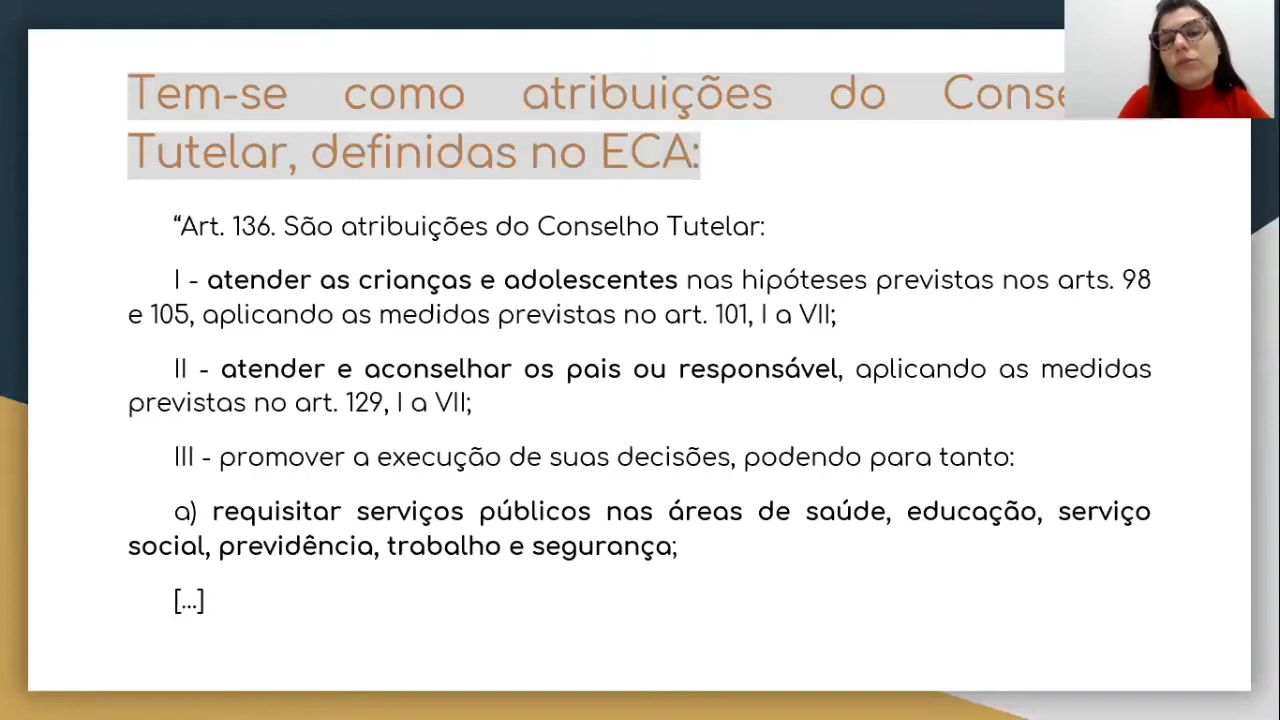 Tem-se como atribuições do
Tutelar, definidas no ECA:
“Art. 136. São atribuições do Conselho Tutelar:
I - atender as crianças e adolescentes nas hipóteses previstas nos arts. 98
e 105, aplicando as medidas previstas no art. 101, I a VII;
II - atender e aconselhar os pais ou responsável, aplicando as medidas
previstas no art. 129, I a VII;
III - promover a execução de suas decisões, podendo para tanto:
a) requisitar serviços públicos nas áreas de saúde, educação, serviço
social, previdência, trabalho e segurança;
[...]